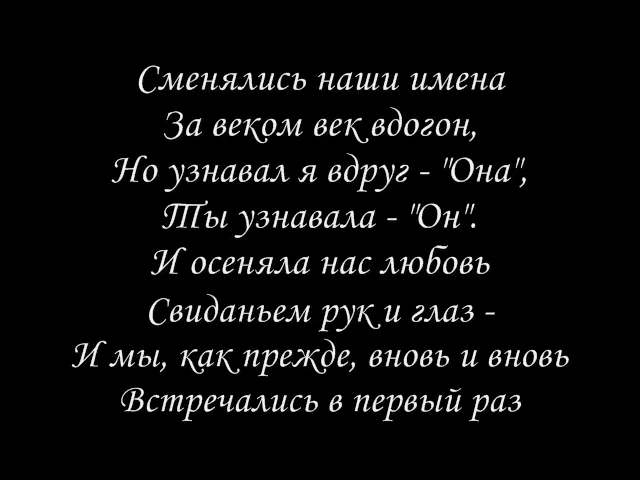 Сменялись наши имена
За веком век вдогон,
Но узнавал я вдруг - "Она",
Ты узнавала - "Он".
И осеняла нас любовь
Свиданьем рук и глаз -
И мы, как прежде, вновь и вновь
Встречались в первый раз